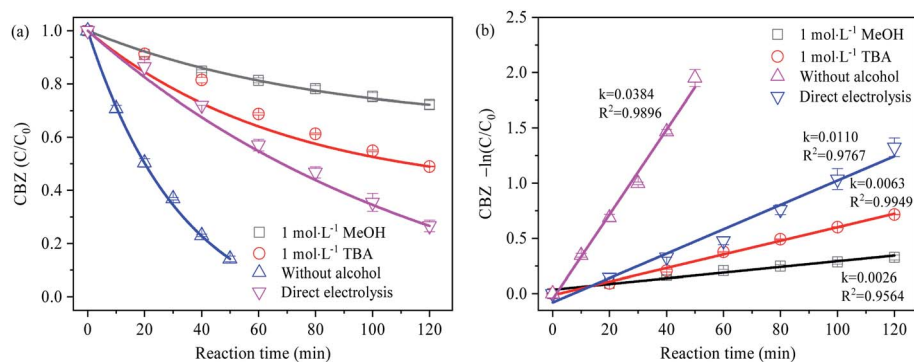 (a)
CBZ (C/C₀)
1.0
0.8
0.6
0.4
0.2
0.0
1 mol·L⁻¹ MeOH
1 mol·L⁻¹ TBA
Without alcohol
Direct electrolysis
0 20 40 60 80 100 120
Reaction time (min)
(b)
CBZ -ln(C/C₀)
2.5
2.0
1.5
1.0
0.5
0.0
1 mol·L⁻¹ MeOH
1 mol·L⁻¹ TBA
Without alcohol
Direct electrolysis
k=0.0384
R²=0.9896
k=0.0110
R²=0.9767
k=0.0063
R²=0.9949
k=0.0026
R²=0.9564
0 20 40 60 80 100 120
Reaction time (min)